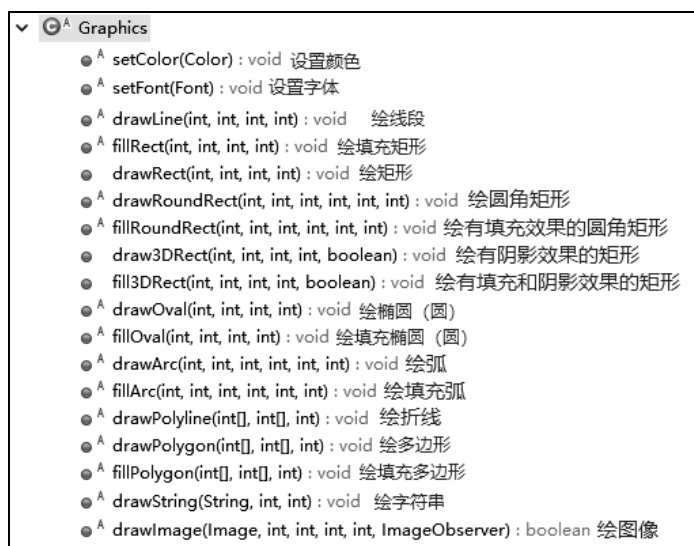 Graphics
setColor(Color) : void 设置颜色
setFont(Font) : void 设置字体
drawLine(int, int, int, int) : void 绘线段
fillRect(int, int, int, int) : void 绘填充矩形
drawRect(int, int, int, int) : void 绘矩形
drawRoundRect(int, int, int, int, int, int) : void 绘圆角矩形
fillRoundRect(int, int, int, int, int, int) : void 绘有填充效果的圆角矩形
draw3DRect(int, int, int, int, boolean) : void 绘有阴影效果的矩形
fill3DRect(int, int, int, int, boolean) : void 绘有填充和阴影效果的矩形
drawOval(int, int, int, int) : void 绘椭圆（圆）
fillOval(int, int, int, int) : void 绘填充椭圆（圆）
drawArc(int, int, int, int, int, int) : void 绘弧
fillArc(int, int, int, int, int, int) : void 绘填充弧
drawPolyline(int[], int[], int) : void 绘折线
drawPolygon(int[], int[], int) : void 绘多边形
fillPolygon(int[], int[], int) : void 绘填充多边形
drawString(String, int, int) : void 绘字符串
drawImage(Image, int, int, int, int, ImageObserver) : boolean 绘图像